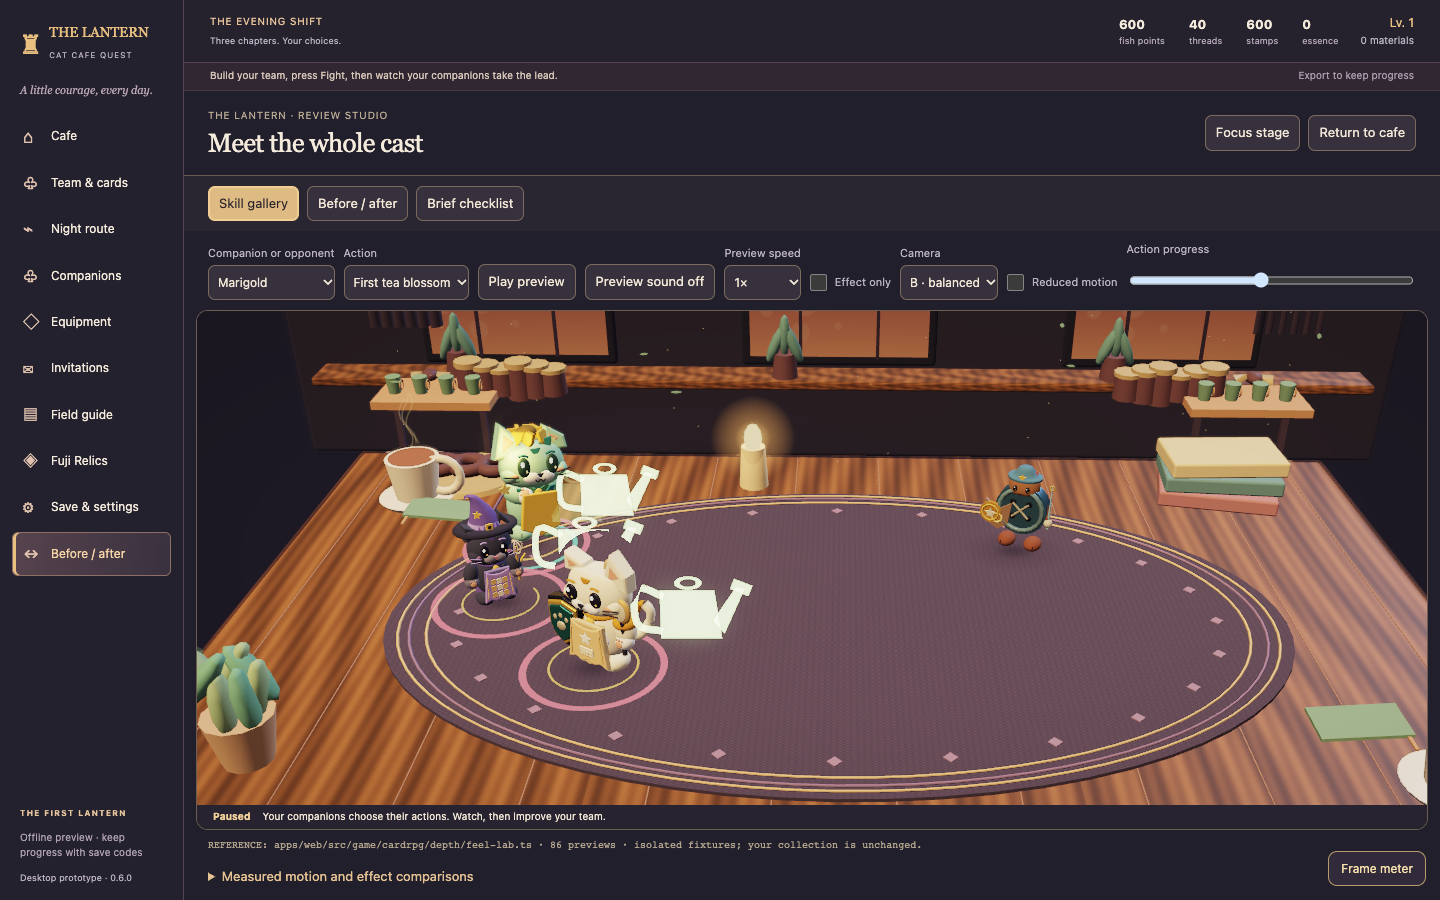 THE LANTERN
CAT CAFE QUEST
A little courage, every day.
Cafe
Team & cards
Night route
Companions
Equipment
Invitations
Field guide
Fuji Relics
Save & settings
Before / after
THE FIRST LANTERN
Offline preview · keep
progress with save codes
Desktop prototype · 0.6.0
THE EVENING SHIFT
Three chapters. Your choices.
600 fish points
40 threads
600 stamps
0 essence
Lv. 1
0 materials
Build your team, press Fight, then watch your companions take the lead.
Export to keep progress
THE LANTERN · REVIEW STUDIO
Meet the whole cast
Focus stage
Return to cafe
Skill gallery
Before / after
Brief checklist
Companion or opponent
Marigold
Action
First tea blossom
Play preview
Preview sound off
Preview speed
1x
Effect only
Camera
B · balanced
Reduced motion
Action progress
Paused Your companions choose their actions. Watch, then improve your team.
REFERENCE: apps/web/src/game/cardrpg/depth/feel-lab.ts · 86 previews · isolated fixtures; your collection is unchanged.
Measured motion and effect comparisons
Frame meter